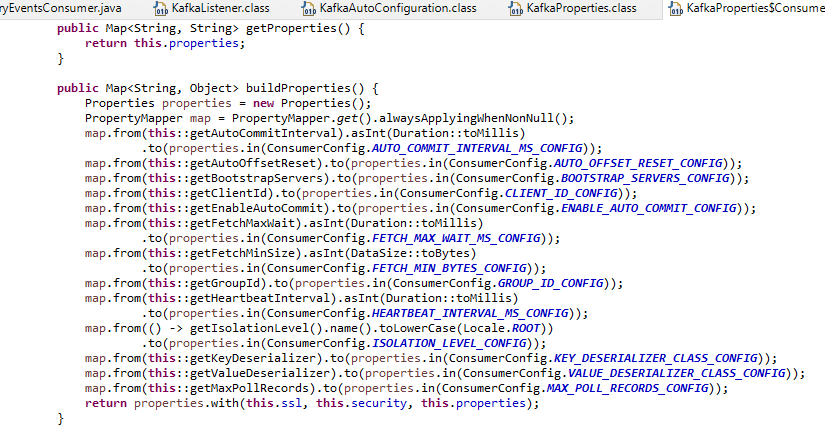 ryEventsConsumer.java KafkaListener.class KafkaAutoConfiguration.class KafkaProperties.class KafkaProperties$Consume
public Map<String, String> getProperties() {
return this.properties;
}
public Map<String, Object> buildProperties() {
Properties properties = new Properties();
PropertyMapper map = PropertyMapper.get().alwaysApplyingWhenNonNull();
map.from(this::getAutoCommitInterval).asInt(Duration::toMillis)
.to(properties.in(ConsumerConfig.AUTO_COMMIT_INTERVAL_MS_CONFIG));
map.from(this::getAutoOffsetReset).to(properties.in(ConsumerConfig.AUTO_OFFSET_RESET_CONFIG));
map.from(this::getBootstrapServers).to(properties.in(ConsumerConfig.BOOTSTRAP_SERVERS_CONFIG));
map.from(this::getClientId).to(properties.in(ConsumerConfig.CLIENT_ID_CONFIG));
map.from(this::getEnableAutoCommit).to(properties.in(ConsumerConfig.ENABLE_AUTO_COMMIT_CONFIG));
map.from(this::getFetchMaxWait).asInt(Duration::toMillis)
.to(properties.in(ConsumerConfig.FETCH_MAX_WAIT_MS_CONFIG));
map.from(this::getFetchMinSize).asInt(DataSize::toBytes)
.to(properties.in(ConsumerConfig.FETCH_MIN_BYTES_CONFIG));
map.from(this::getGroupId).to(properties.in(ConsumerConfig.GROUP_ID_CONFIG));
map.from(this::getHeartbeatInterval).asInt(Duration::toMillis)
.to(properties.in(ConsumerConfig.HEARTBEAT_INTERVAL_MS_CONFIG));
map.from(() -> getIsolationLevel().name().toLowerCase(Locale.ROOT))
.to(properties.in(ConsumerConfig.ISOLATION_LEVEL_CONFIG));
map.from(this::getKeyDeserializer).to(properties.in(ConsumerConfig.KEY_DESERIALIZER_CLASS_CONFIG));
map.from(this::getValueDeserializer).to(properties.in(ConsumerConfig.VALUE_DESERIALIZER_CLASS_CONFIG));
map.from(this::getMaxPollRecords).to(properties.in(ConsumerConfig.MAX_POLL_RECORDS_CONFIG));
return properties.with(this.ssl, this.security, this.properties);
}